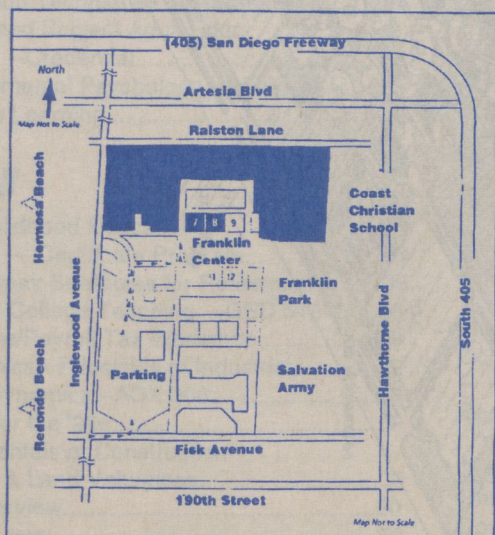 (405) San Diego Freeway
North
Artesia Blvd
Map Not to Scale
Ralston Lane
Hermosa Beach
Coast
Christian
School
7 8 9
Franklin
Center
12
Franklin
Park
Inglewood Avenue
Hawthorne Blvd
South 405
Redondo Beach
Parking
Salvation
Army
Fisk Avenue
190th Street
Map Not to Scale